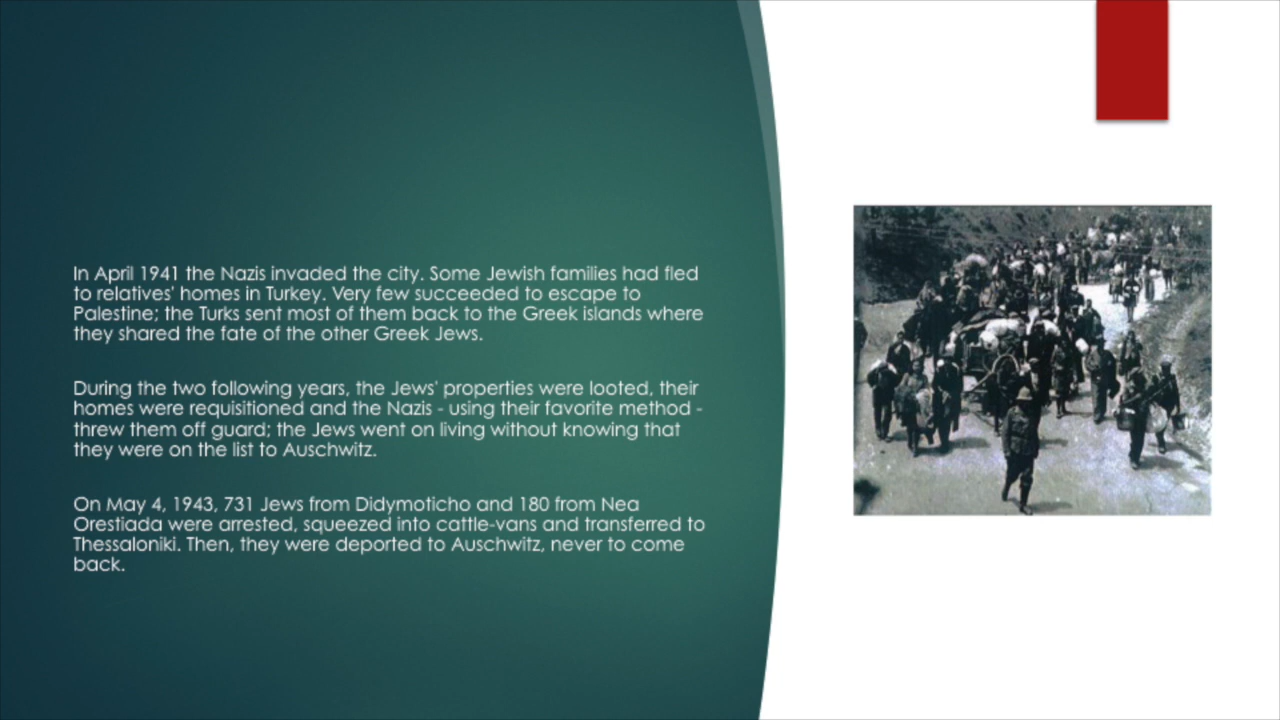 In April 1941 the Nazis invaded the city. Some Jewish families had fled
to relatives' homes in Turkey. Very few succeeded to escape to
Palestine; the Turks sent most of them back to the Greek islands where
they shared the fate of the other Greek Jews.
During the two following years, the Jews' properties were looted, their
homes were requisitioned and the Nazis - using their favorite method -
threw them off guard; the Jews went on living without knowing that
they were on the list to Auschwitz.
On May 4, 1943, 731 Jews from Didymoticho and 180 from Nea
Orestiada were arrested, squeezed into cattle-vans and transferred to
Thessaloniki. Then, they were deported to Auschwitz, never to come
back.